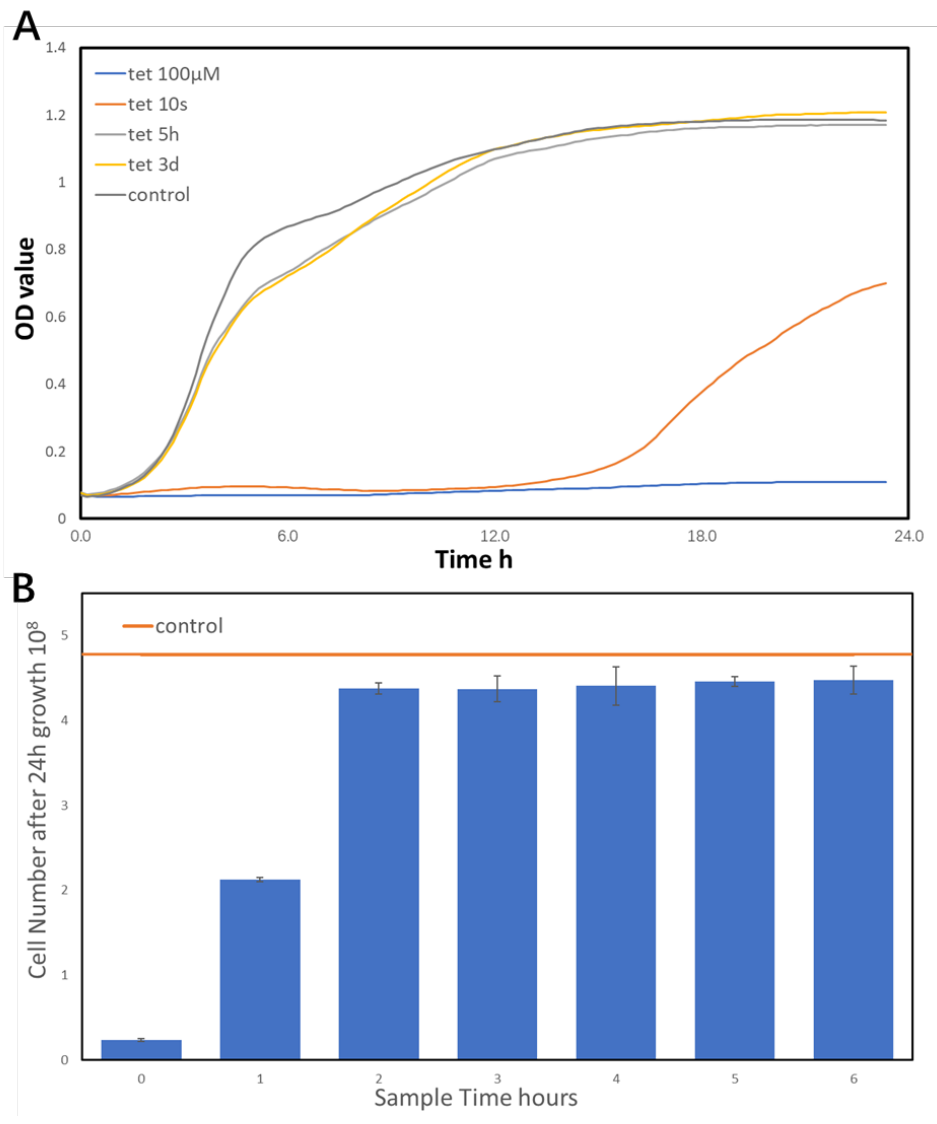 A
1.4
1.2
1
0.8
0.6
0.4
0.2
0
OD value
tet 100μM
tet 10s
tet 5h
tet 3d
control
0.0 6.0 12.0 18.0 24.0
Time h
B
control
5
4
3
2
1
0
Cell Number after 24h growth 10⁸
0 1 2 3 4 5 6
Sample Time hours